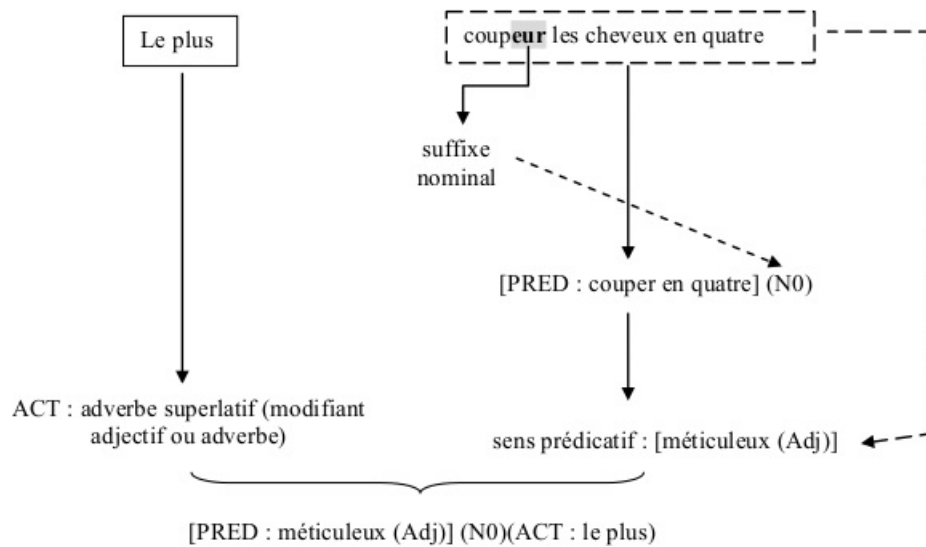 Le plus
coupeur les cheveux en quatre
suffixe
nominal
[PRED : couper en quatre] (N0)
ACT : adverbe superlatif (modifiant
adjectif ou adverbe)
sens prédicatif : [méticuleux (Adj)]
[PRED : méticuleux (Adj)] (N0)(ACT : le plus)